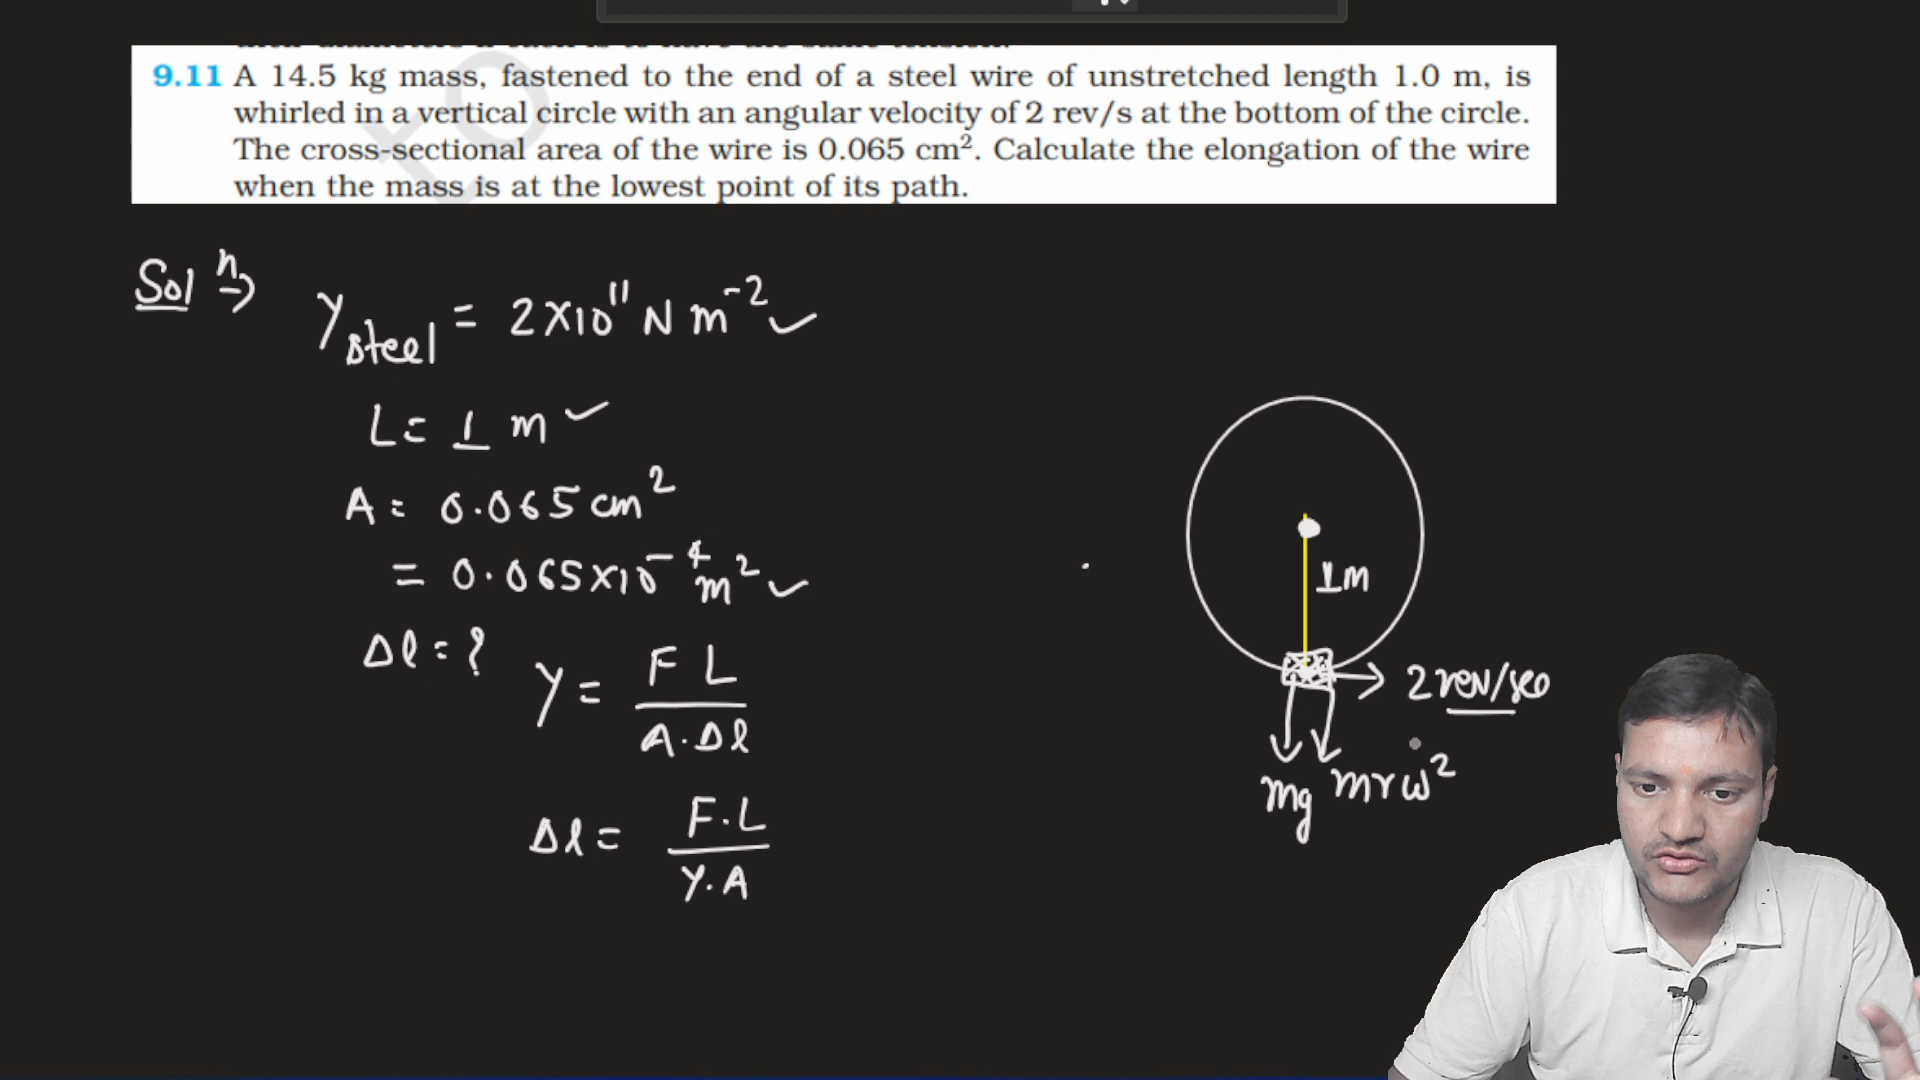 9.11 A 14.5 kg mass, fastened to the end of a steel wire of unstretched length 1.0 m, is
whirled in a vertical circle with an angular velocity of 2 rev/s at the bottom of the circle.
The cross-sectional area of the wire is 0.065 cm². Calculate the elongation of the wire
when the mass is at the lowest point of its path.
Solⁿ ⇒
Y steel = 2×10¹¹ N m⁻² ✓
L = 1 m ✓
A = 0.065 cm²
= 0.065×10⁻⁴ m² ✓
Δl = ?
Y = F L / A.Δl
Δl = F.L / Y.A
1m
2 rev/sec
mg mrω²